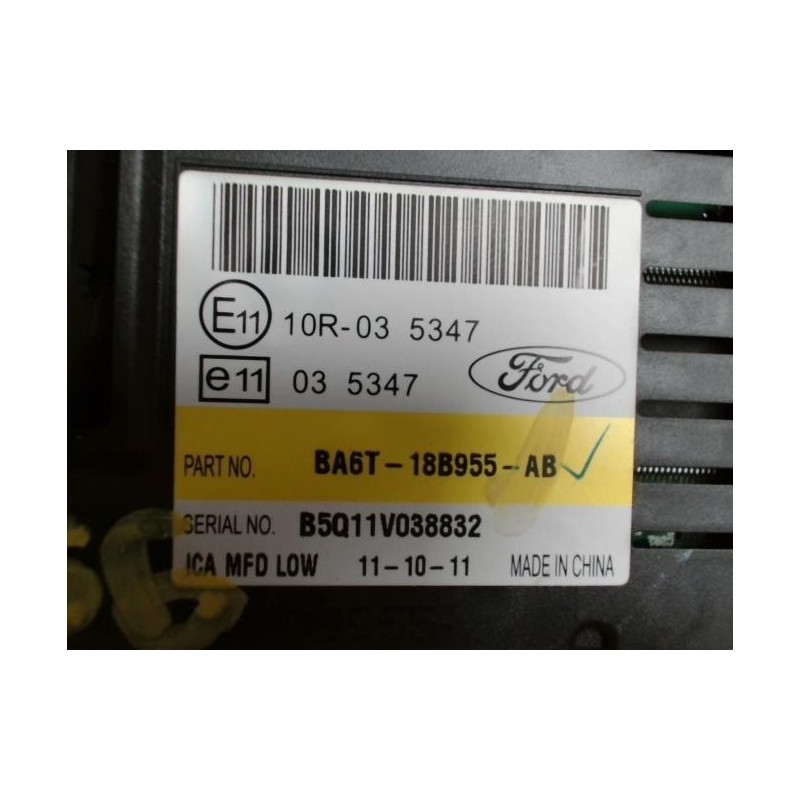 E11 10R-03 5347
e11 03 5347
Ford
PART NO. BA6T-18B955-AB
SERIAL NO. B5Q11V038832
ICA MFD LOW 11-10-11 MADE IN CHINA